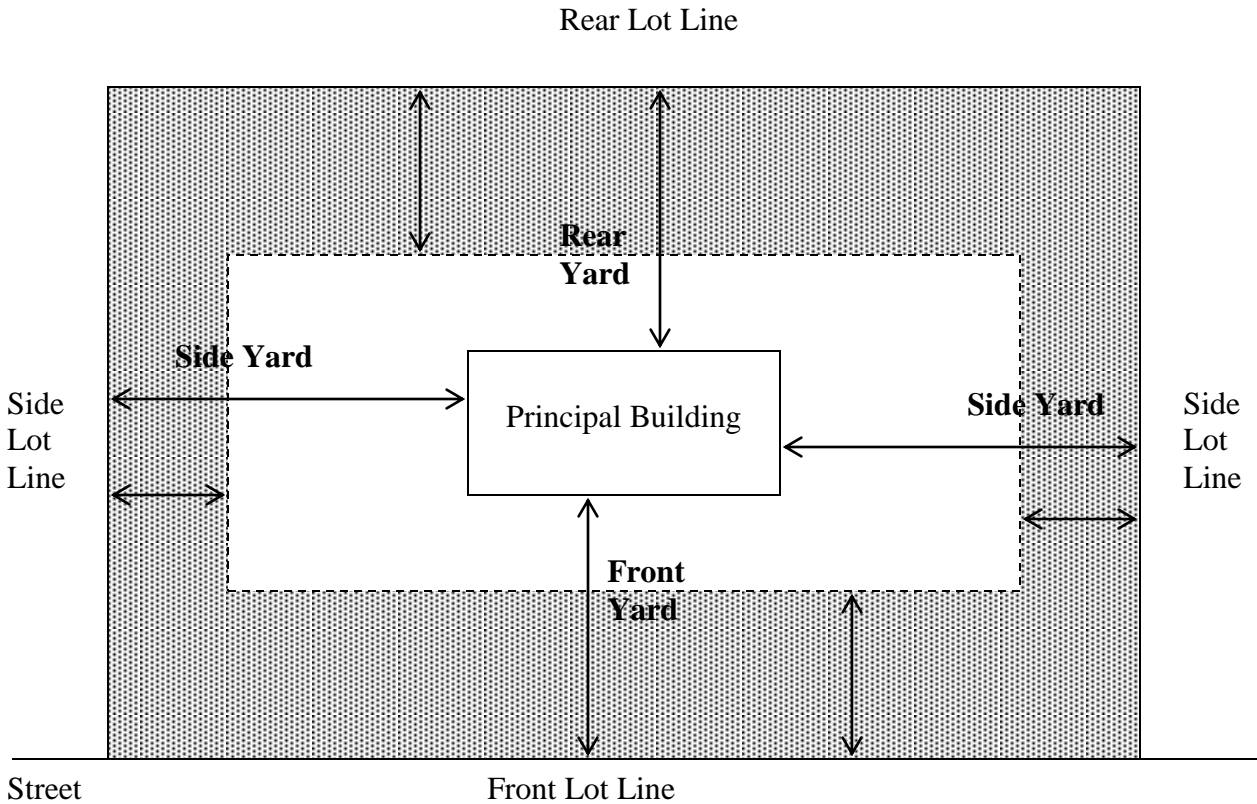 Rear Lot Line
Rear
Yard
Side Yard
Side
Lot
Line
Principal Building
Side Yard
Side
Lot
Line
Front
Yard
Street
Front Lot Line